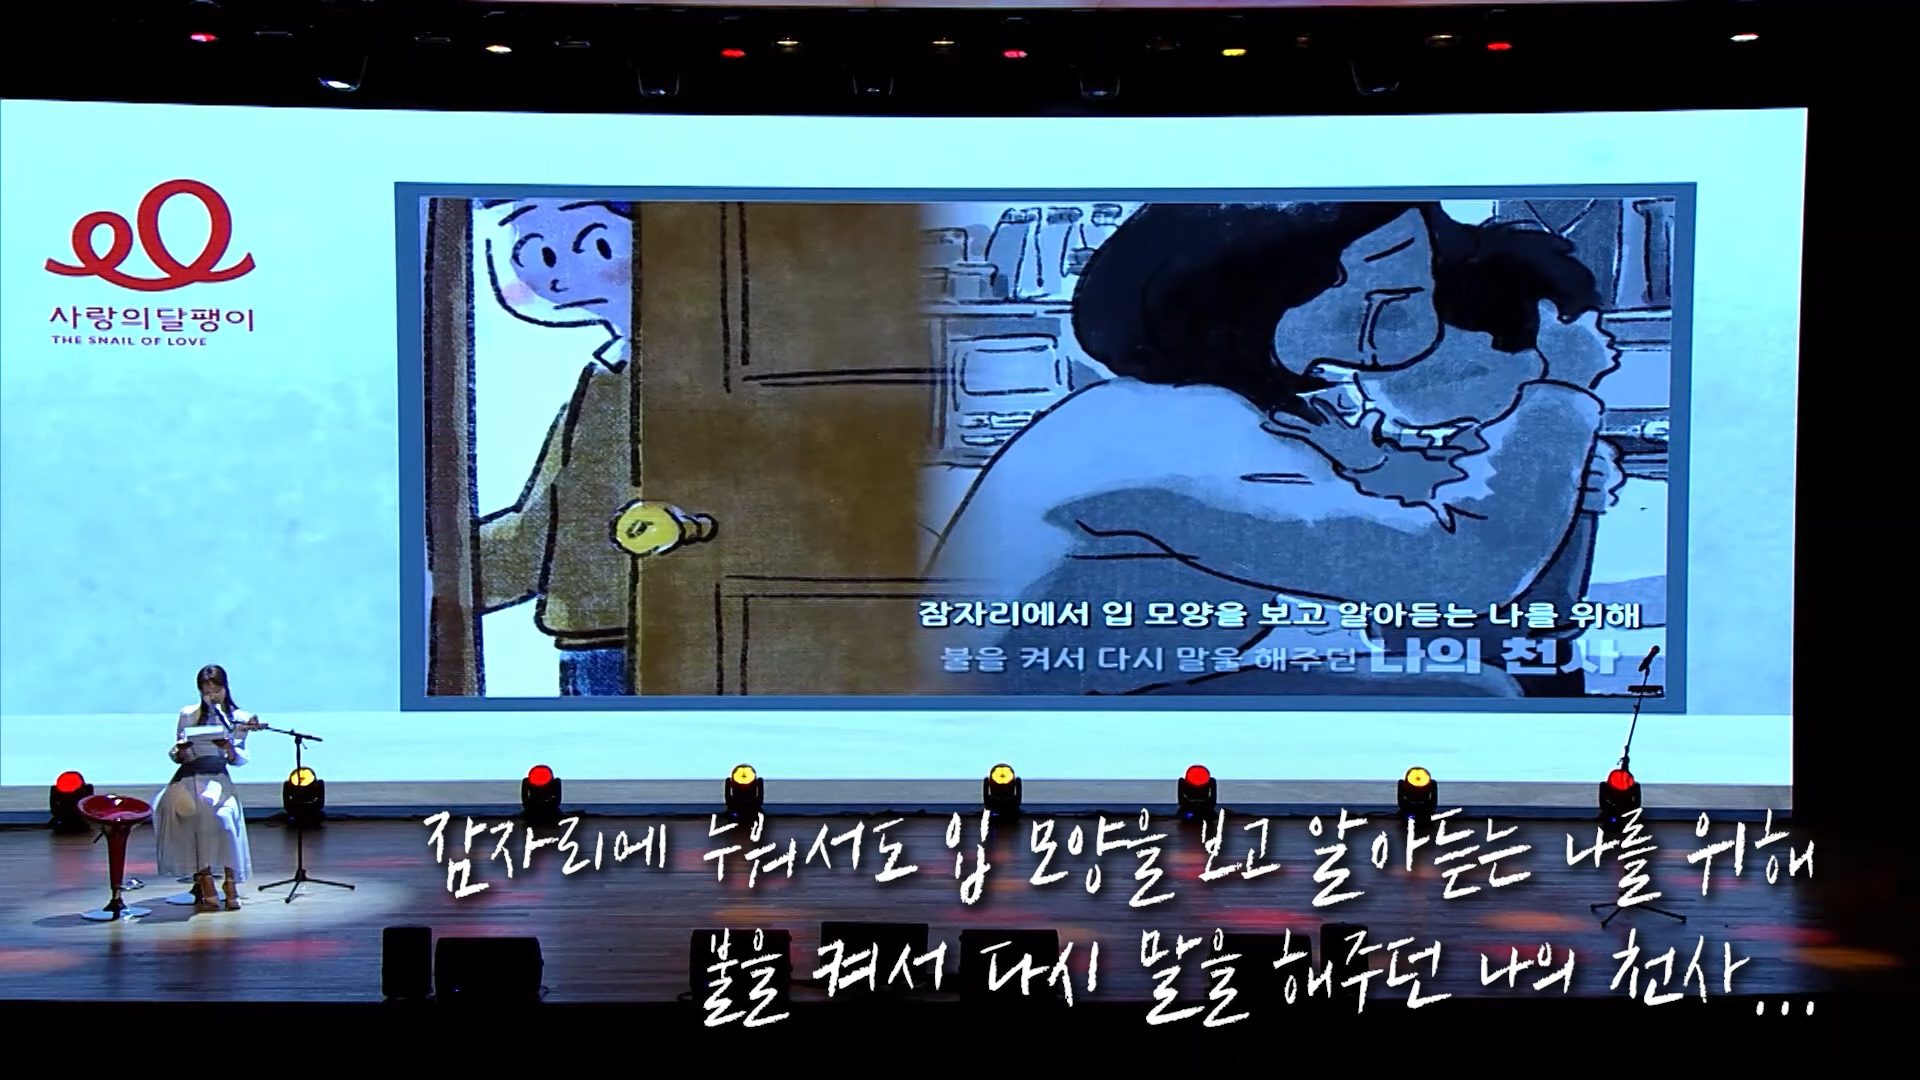 사랑의달팽이
THE SNAIL OF LOVE
잠자리에서 입 모양을 보고 알아듣는 나를 위해
불을 켜서 다시 말을 해주던 나의 천사
잠자리에 누워서도 입 모양을 보고 알아듣는 나를 위해
불을 켜서 다시 말을 해주던 나의 천사...